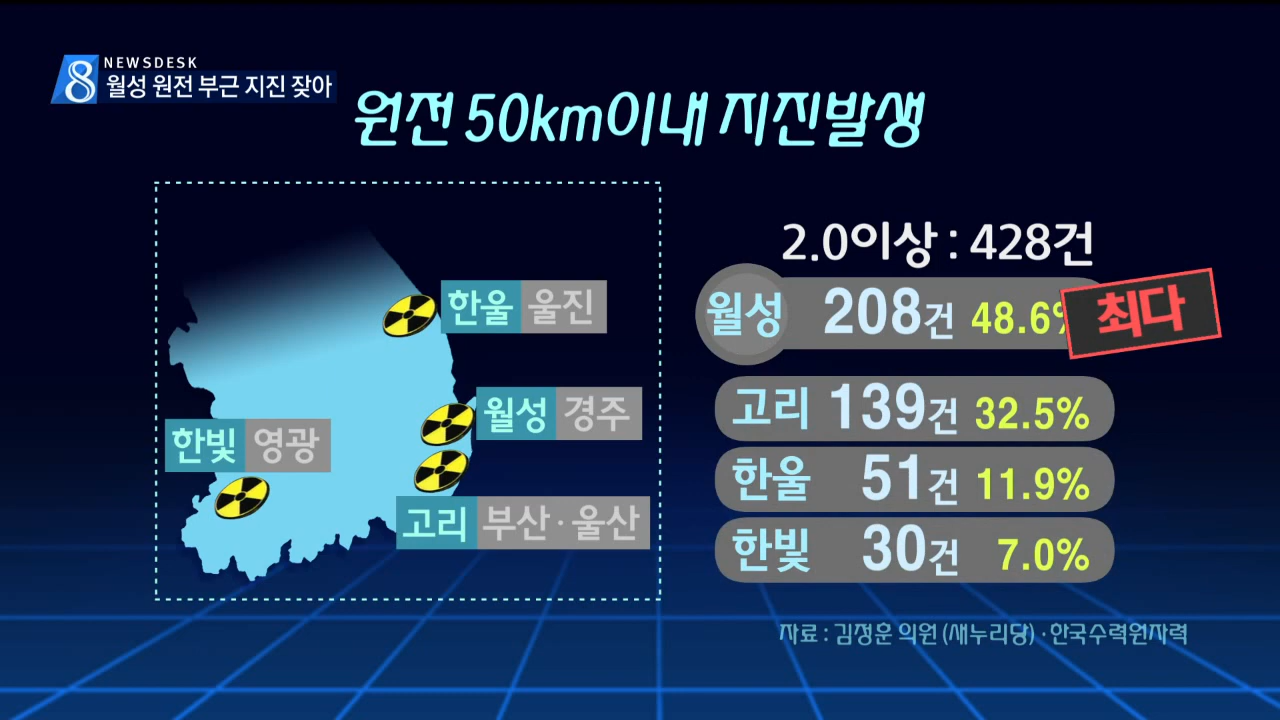 8 NEWSDESK
월성 원전 부근 지진 잦아
원전 50km이내 지진발생
한울 울진
월성 경주
한빛 영광
고리 부산·울산
2.0이상 : 428건
월성 208건 48.6% 최다
고리 139건 32.5%
한울 51건 11.9%
한빛 30건 7.0%
자료 : 김정훈 의원 (새누리당) · 한국수력원자력